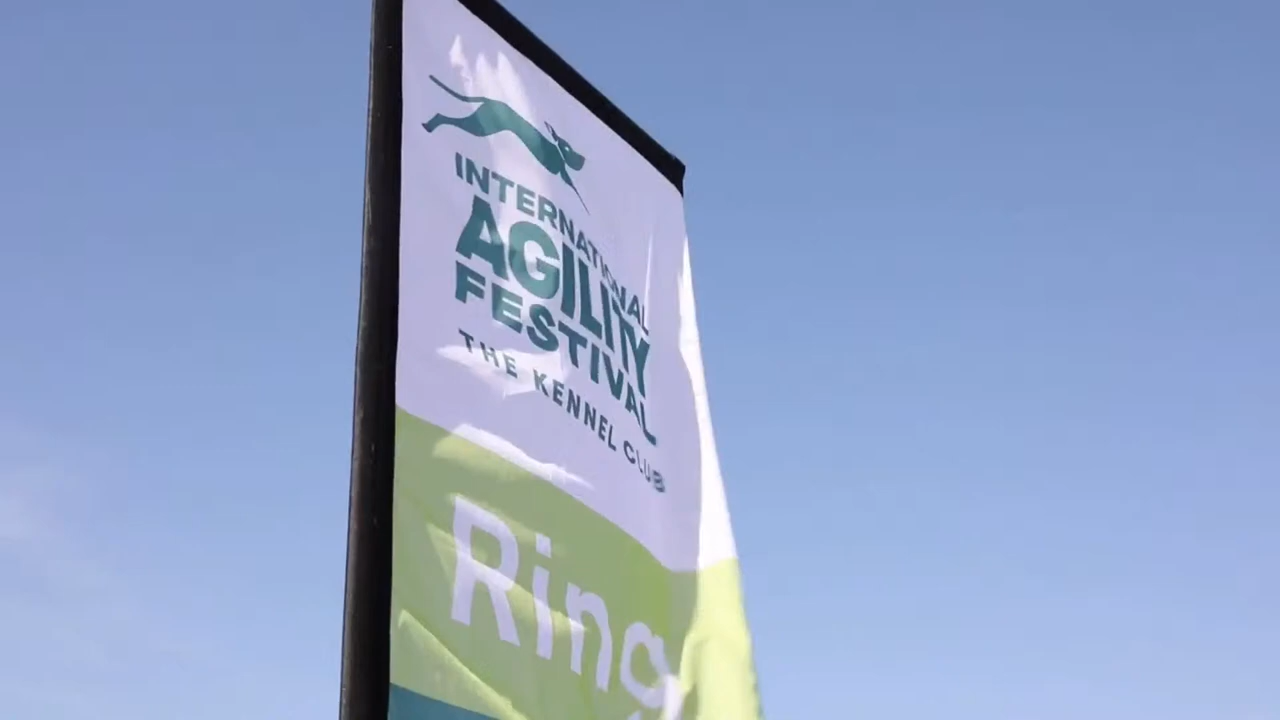 INTERNATIONAL
AGILITY
FESTIVAL
THE KENNEL CLUB
Ring